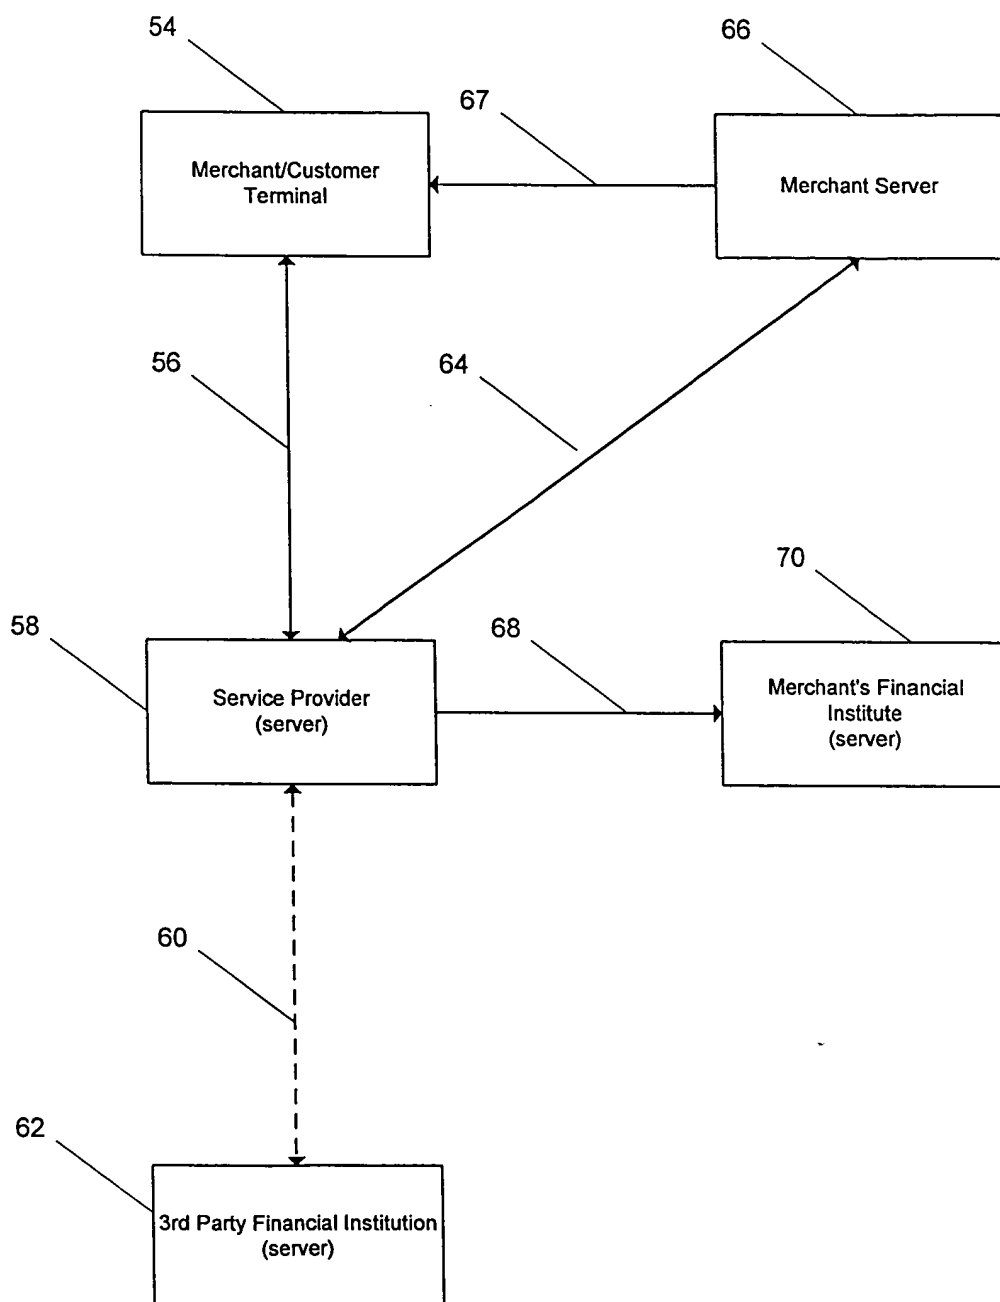 54
66
67
Merchant/Customer
Terminal
Merchant Server
56
64
70
58
68
Service Provider
(server)
Merchant's Financial
Institute
(server)
60
62
3rd Party Financial Institution
(server)